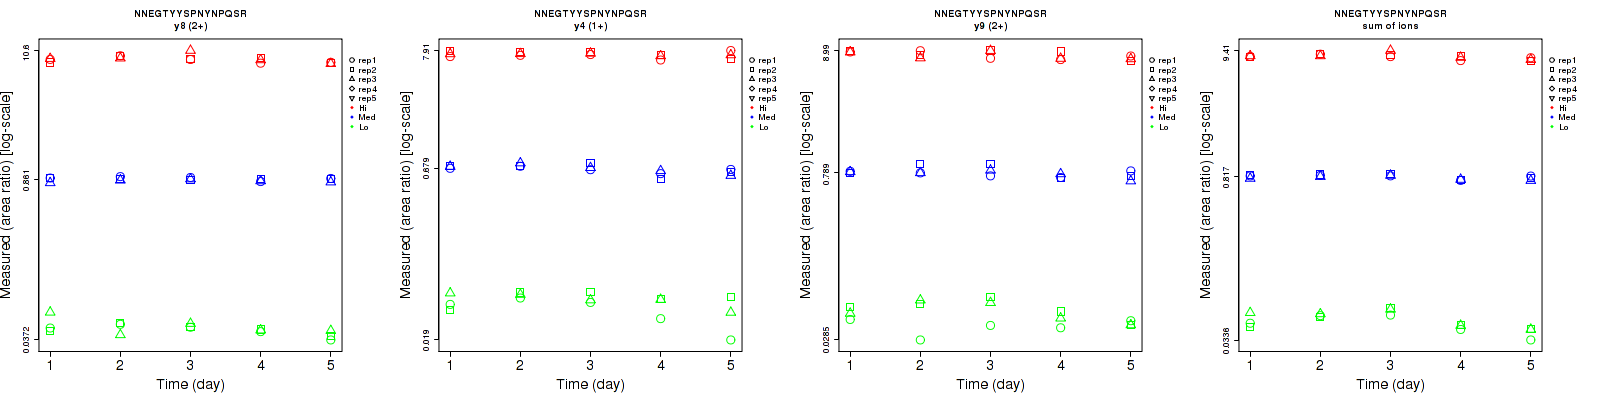 NNEGTYYSPNYNPQSR
y8 (2+)
Measured (area ratio) [log-scale]
10.6
0.861
0.0372
1 2 3 4 5
Time (day)
rep1
rep2
rep3
rep4
rep5
Hi
Med
Lo
NNEGTYYSPNYNPQSR
y4 (1+)
Measured (area ratio) [log-scale]
7.91
0.879
0.019
1 2 3 4 5
Time (day)
rep1
rep2
rep3
rep4
rep5
Hi
Med
Lo
NNEGTYYSPNYNPQSR
y9 (2+)
Measured (area ratio) [log-scale]
8.99
0.789
0.0285
1 2 3 4 5
Time (day)
rep1
rep2
rep3
rep4
rep5
Hi
Med
Lo
NNEGTYYSPNYNPQSR
sum of ions
Measured (area ratio) [log-scale]
9.41
0.817
0.0336
1 2 3 4 5
Time (day)
rep1
rep2
rep3
rep4
rep5
Hi
Med
Lo